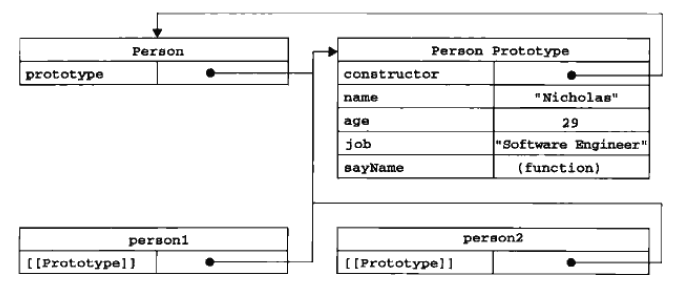 Person
prototype
Person Prototype
constructor
name "Nicholas"
age 29
job "Software Engineer"
sayName (function)
person1
[[Prototype]]
person2
[[Prototype]]